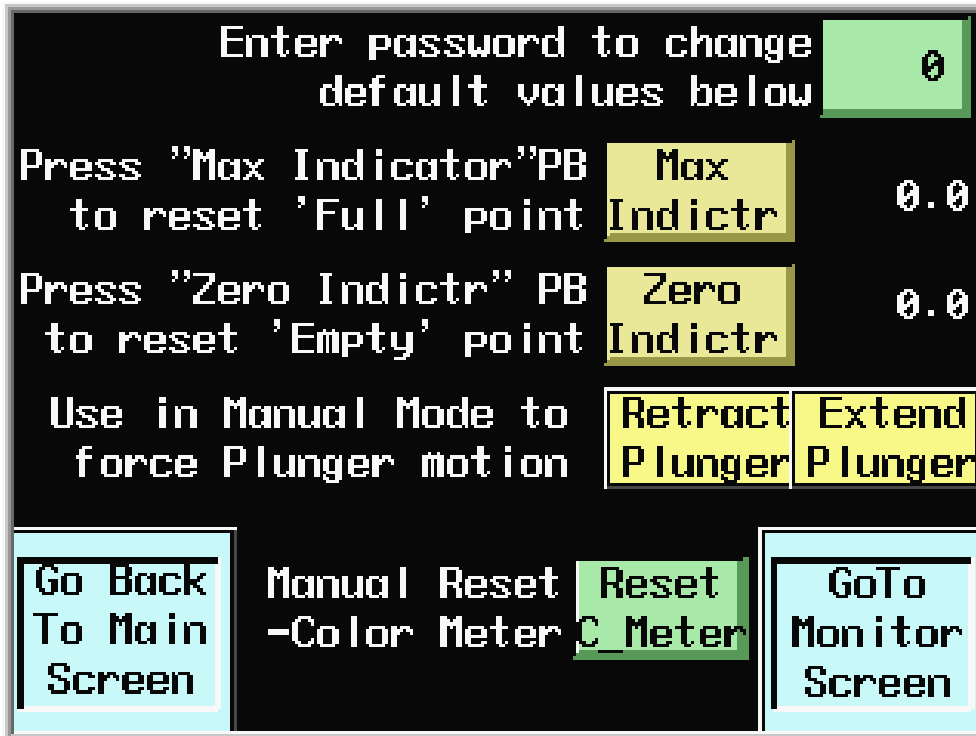 Enter password to change
default values below
0
Press ”Max Indicator”PB
to reset ’Full’ point
Max
Indictr
0.0
Press ”Zero Indictr” PB
to reset ’Empty’ point
Zero
Indictr
0.0
Use in Manual Mode to
force Plunger motion
Retract
Plunger
Extend
Plunger
Go Back
To Main
Screen
Manual Reset
-Color Meter
Reset
C_Meter
GoTo
Monitor
Screen